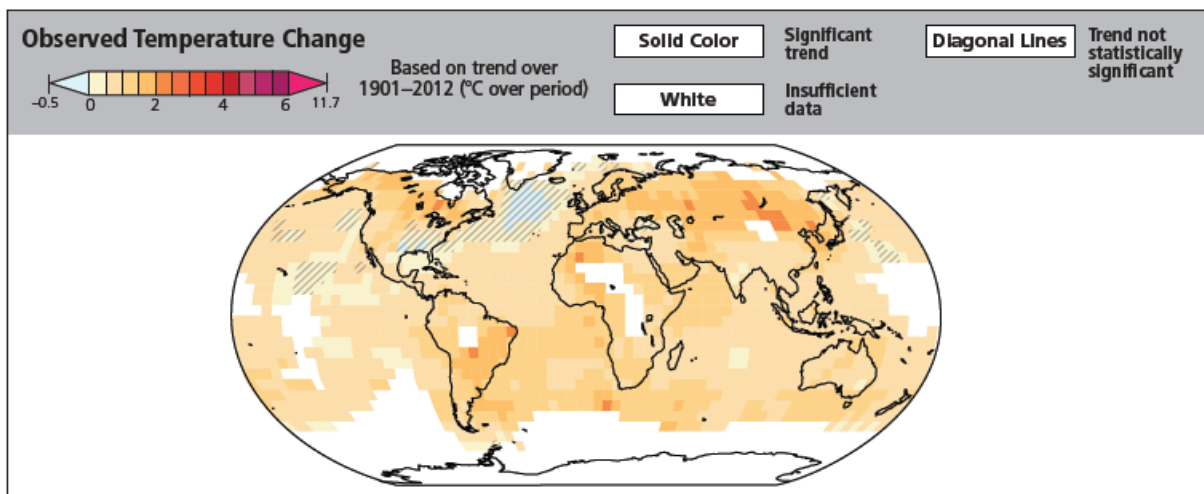 Observed Temperature Change
−0.5 0 2 4 6 11.7
Based on trend over
1901–2012 (°C over period)
Solid Color
Significant
trend
White
Insufficient
data
Diagonal Lines
Trend not
statistically
significant